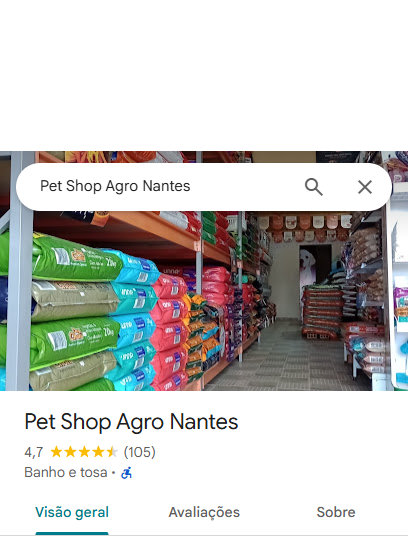 Pet Shop Agro Nantes
Pet Shop Agro Nantes
4,7 (105)
Banho e tosa ·
Visão geral Avaliações Sobre